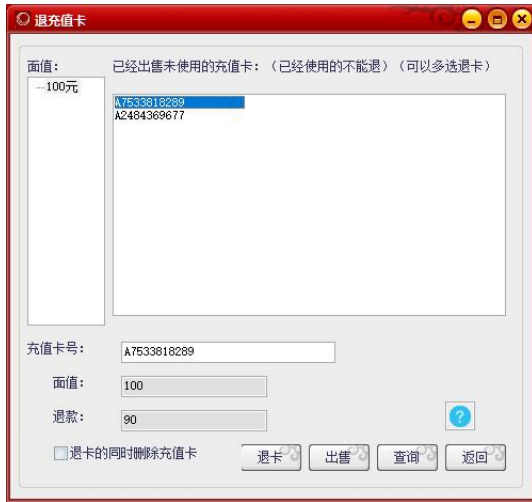 退充值卡
面值：
已经出售未使用的充值卡：（已经使用的不能退）（可以多选退卡）
100元
A7533818289
A2484369677
充值卡号：
A7533818289
面值：
100
退款：
90
?
退卡的同时删除充值卡
退卡
出售
查询
返回